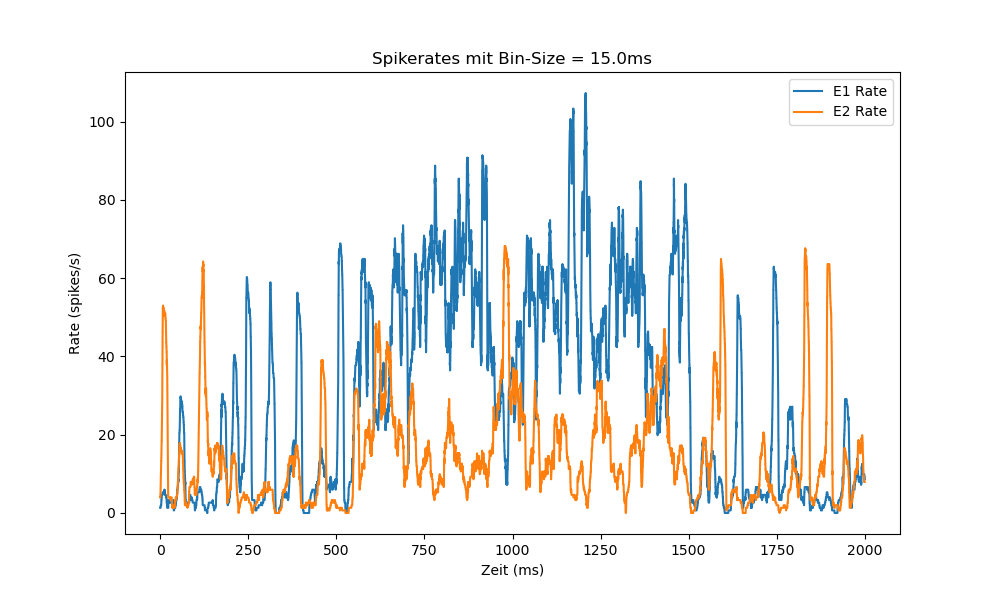 Spikerates mit Bin-Size = 15.0ms
E1 Rate
E2 Rate
Rate (spikes/s)
100
80
60
40
20
0
0 250 500 750 1000 1250 1500 1750 2000
Zeit (ms)